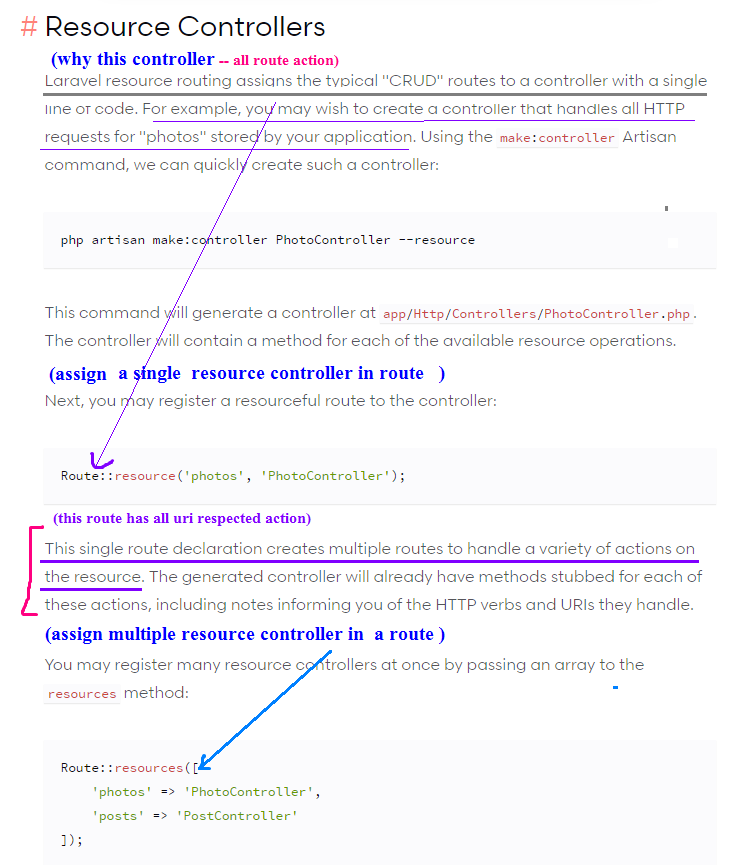 # Resource Controllers
(why this controller -- all route action)
Laravel resource routing assigns the typical "CRUD" routes to a controller with a single
line of code. For example, you may wish to create a controller that handles all HTTP
requests for "photos" stored by your application. Using the make:controller Artisan
command, we can quickly create such a controller:
php artisan make:controller PhotoController --resource
This command will generate a controller at app/Http/Controllers/PhotoController.php.
The controller will contain a method for each of the available resource operations.
(assign a single resource controller in route )
Next, you may register a resourceful route to the controller:
Route::resource('photos', 'PhotoController');
(this route has all uri respected action)
This single route declaration creates multiple routes to handle a variety of actions on
the resource. The generated controller will already have methods stubbed for each of
these actions, including notes informing you of the HTTP verbs and URIs they handle.
(assign multiple resource controller in a route )
You may register many resource controllers at once by passing an array to the
resources method:
Route::resources([
'photos' => 'PhotoController',
'posts' => 'PostController'
]);